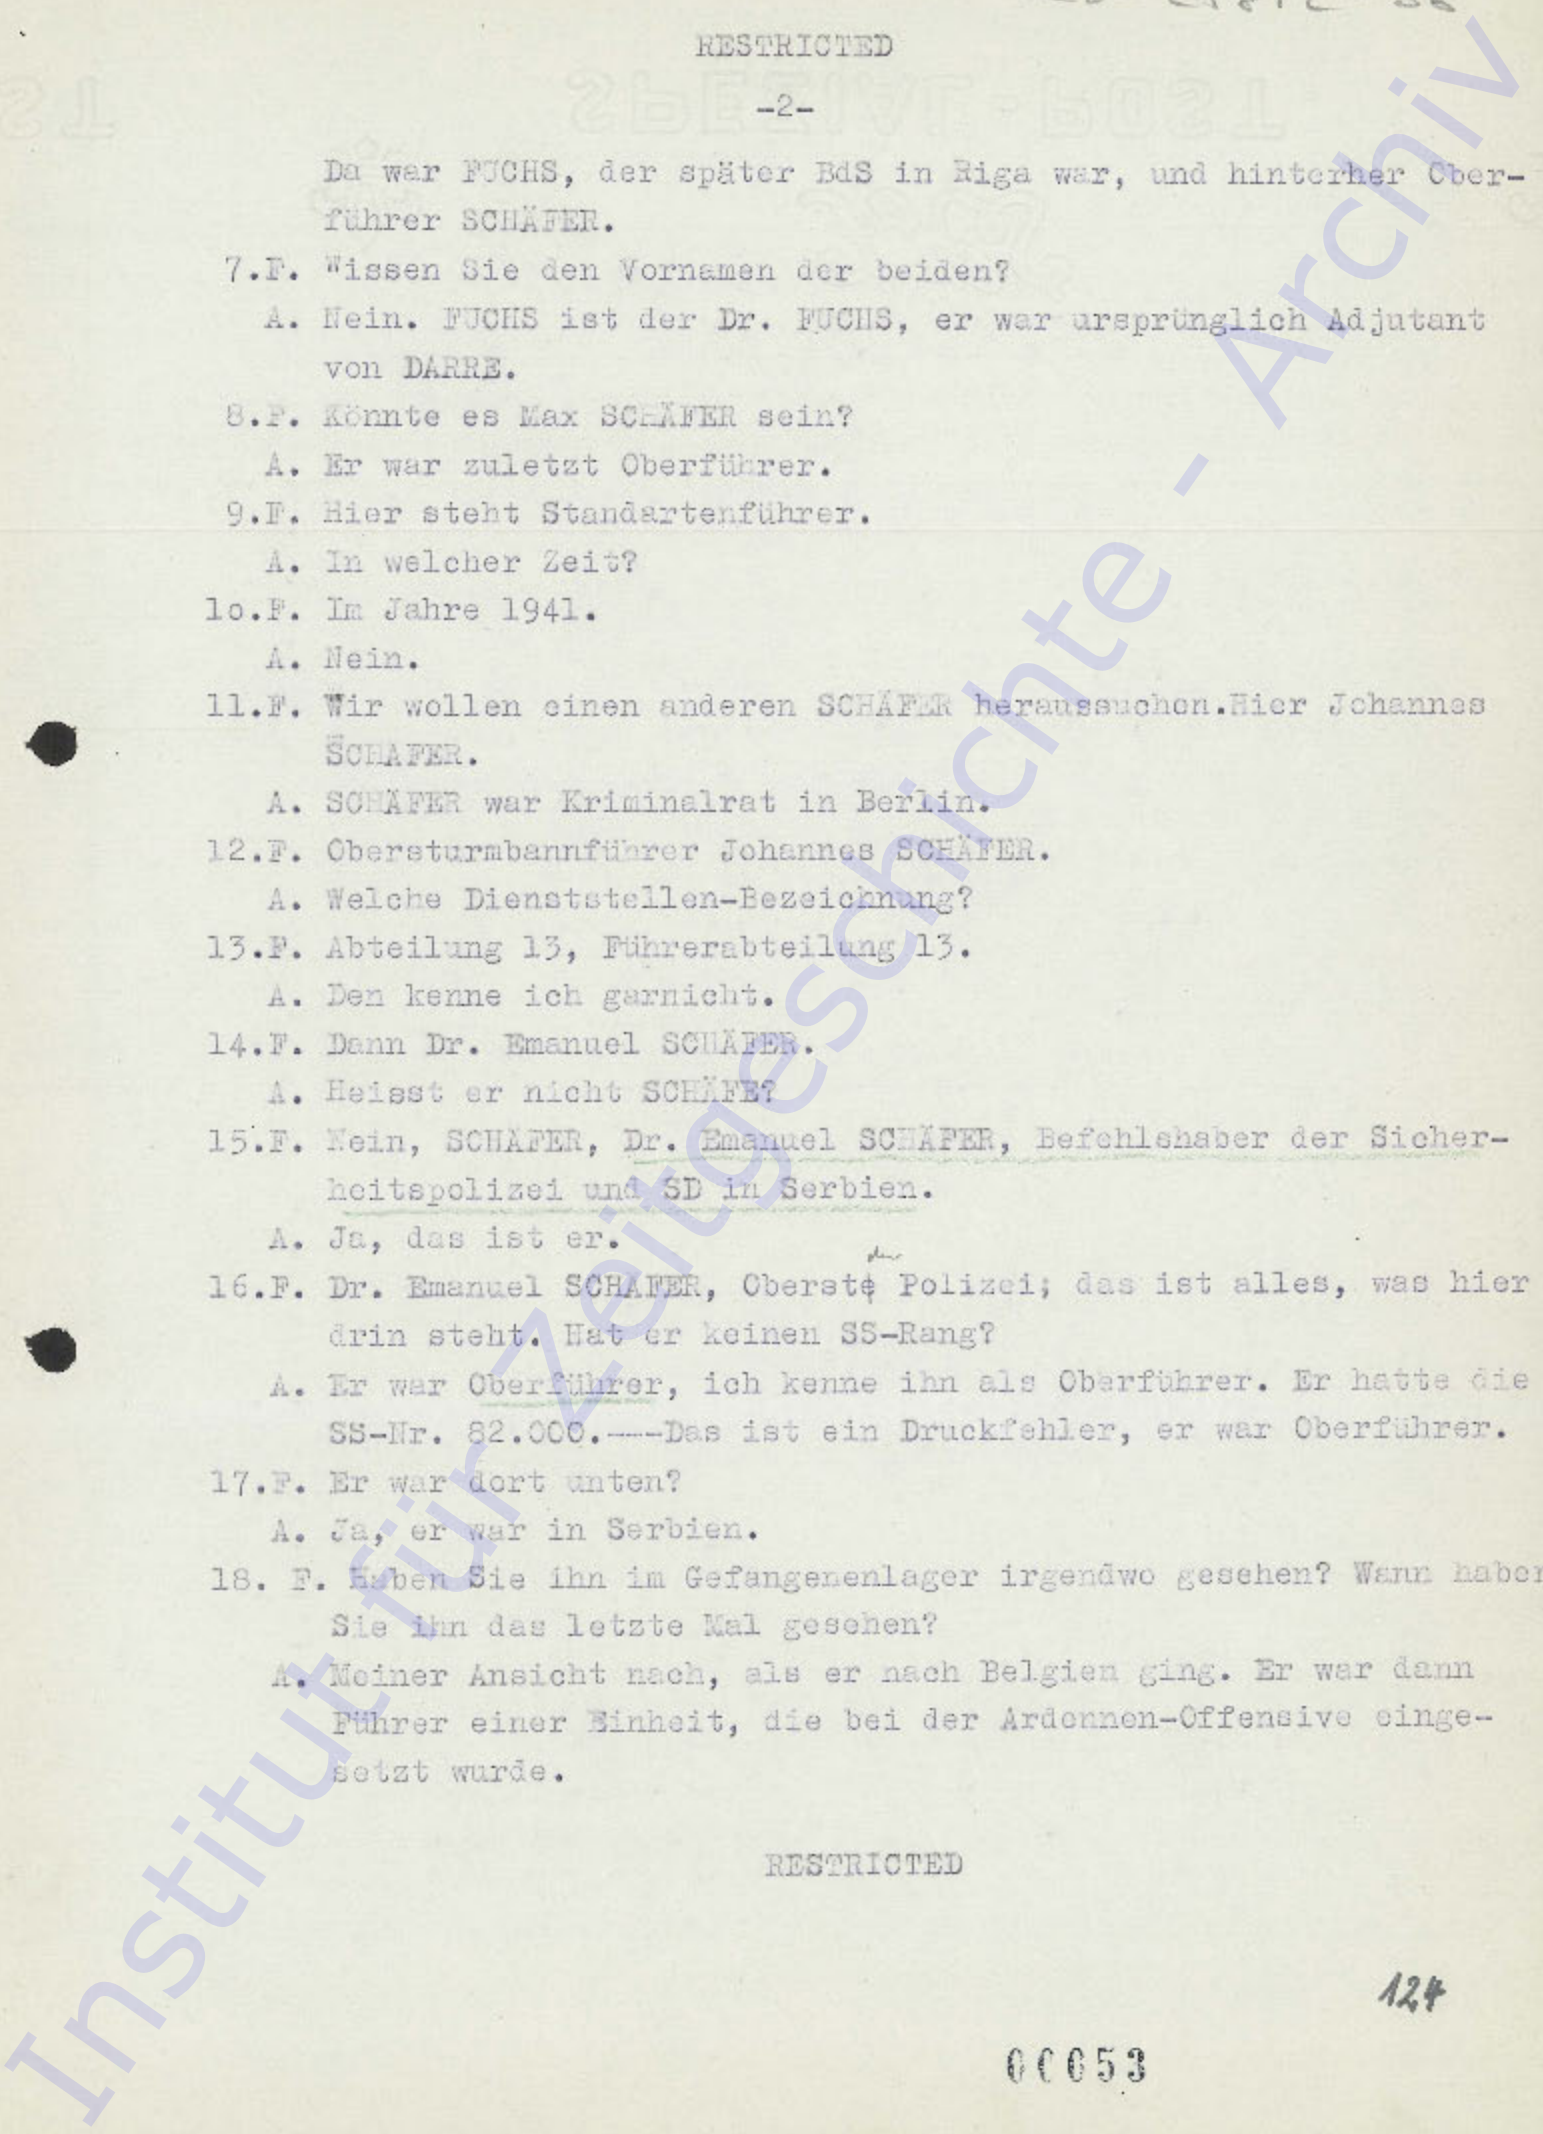 RESTRICTED
-2-
Da war FUCHS, der später BdS in Riga war, und hinterher Ober-
führer SCHÄFER.
7.F. Wissen Sie den Vornamen der beiden?
A. Nein. FUCHS ist der Dr. FUCHS, er war ursprünglich Adjutant
von DARRE.
8.F. Könnte es Max SCHÄFER sein?
A. Er war zuletzt Oberführer.
9.F. Hier steht Standartenführer.
A. In welcher Zeit?
1o.F. Im Jahre 1941.
A. Nein.
11.F. Wir wollen einen anderen SCHÄFER heraussuchen.Hier Johannes
SCHÄFER.
A. SCHÄFER war Kriminalrat in Berlin.
12.F. Obersturmbannführer Johannes SCHÄFER.
A. Welche Dienststellen-Bezeichnung?
13.F. Abteilung 13, Führerabteilung 13.
A. Den kenne ich garnicht.
14.F. Dann Dr. Emanuel SCHÄFER.
A. Heisst er nicht SCHÄFE?
15.F. Nein, SCHÄFER, Dr. Emanuel SCHÄFER, Befehlshaber der Sicher-
heitspolizei und SD in Serbien.
A. Ja, das ist er.
16.F. Dr. Emanuel SCHÄFER, Oberst der Polizei; das ist alles, was hier
drin steht. Hat er keinen SS-Rang?
A. Er war Oberführer, ich kenne ihn als Oberführer. Er hatte die
SS-Nr. 82.000.---Das ist ein Druckfehler, er war Oberführer.
17.F. Er war dort unten?
A. Ja, er war in Serbien.
18. F. Haben Sie ihn im Gefangenenlager irgendwo gesehen? Wann haben
Sie ihn das letzte Mal gesehen?
A. Meiner Ansicht nach, als er nach Belgien ging. Er war dann
Führer einer Einheit, die bei der Ardennen-Offensive einge-
setzt wurde.
RESTRICTED
124
00053
Institut für Zeitgeschichte - Archiv